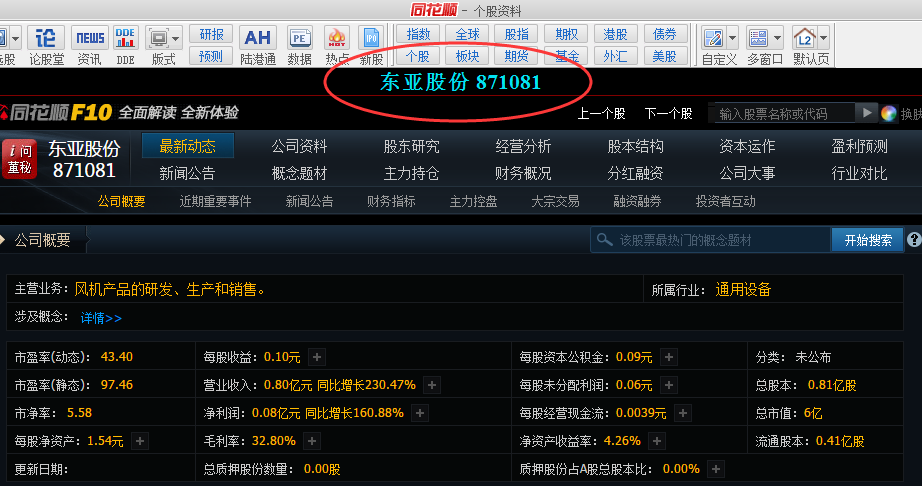 同花顺 - 个股资料
论 NEWS DDE AH PE HOT IPO L2
研报 指数 全球 股指 期权 港股 债券
选股 论股堂 资讯 DDE 版式 预测 陆港通 数据 热点 新股 个股 板块 期货 基金 外汇 美股 自定义 多窗口 默认页
东亚股份 871081
同花顺 F10 全面解读 全新体验 上一个股 下一个股 输入股票名称或代码 换肤
i 问 董秘 东亚股份 871081
最新动态 公司资料 股东研究 经营分析 股本结构 资本运作 盈利预测
新闻公告 概念题材 主力持仓 财务概况 分红融资 公司大事 行业对比
公司概要 近期重要事件 新闻公告 财务指标 主力控盘 大宗交易 融资融券 投资者互动
公司概要 该股票最热门的概念题材 开始搜索 ?
主营业务: 风机产品的研发、生产和销售。 所属行业: 通用设备
涉及概念: 详情>>
市盈率(动态): 43.40 每股收益: 0.10元 + 每股资本公积金: 0.09元 + 分类: 未公布
市盈率(静态): 97.46 营业收入: 0.80亿元 同比增长230.47% + 每股未分配利润: 0.06元 + 总股本: 0.81亿股
市净率: 5.58 净利润: 0.08亿元 同比增长160.88% + 每股经营现金流: 0.0039元 + 总市值: 6亿
每股净资产: 1.54元 + 毛利率: 32.80% + 净资产收益率: 4.26% + 流通股本: 0.41亿股
更新日期: 总质押股份数量: 0.00股 质押股份占A股总股本比: 0.00% +